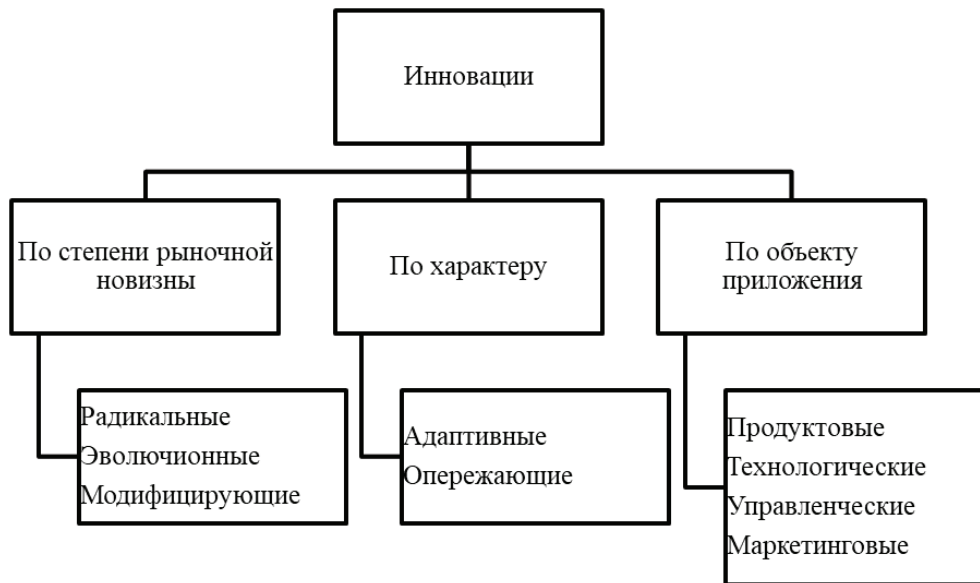 Инновации
По степени рыночной
новизны
По характеру
По объекту
приложения
Радикальные
Эволючионные
Модифицирующие
Адаптивные
Опережающие
Продуктовые
Технологические
Управленческие
Маркетинговые